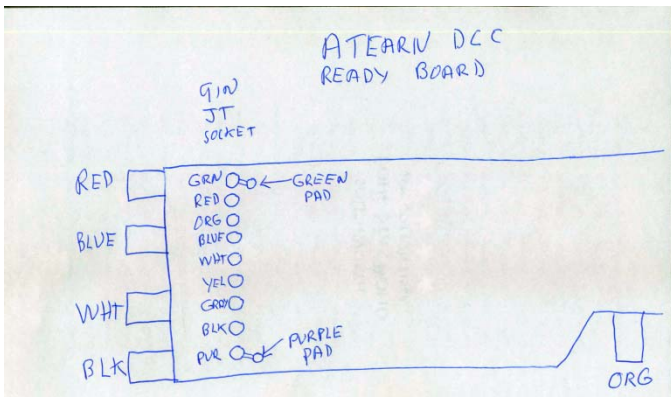 ATEARN DCC
READY BOARD
9IN
JT
SOCKET
RED
BLUE
WHT
BLK
GRN
GREEN
PAD
RED
ORG
BLUE
WHT
YEL
GRAY
BLK
PUR
PURPLE
PAD
ORG